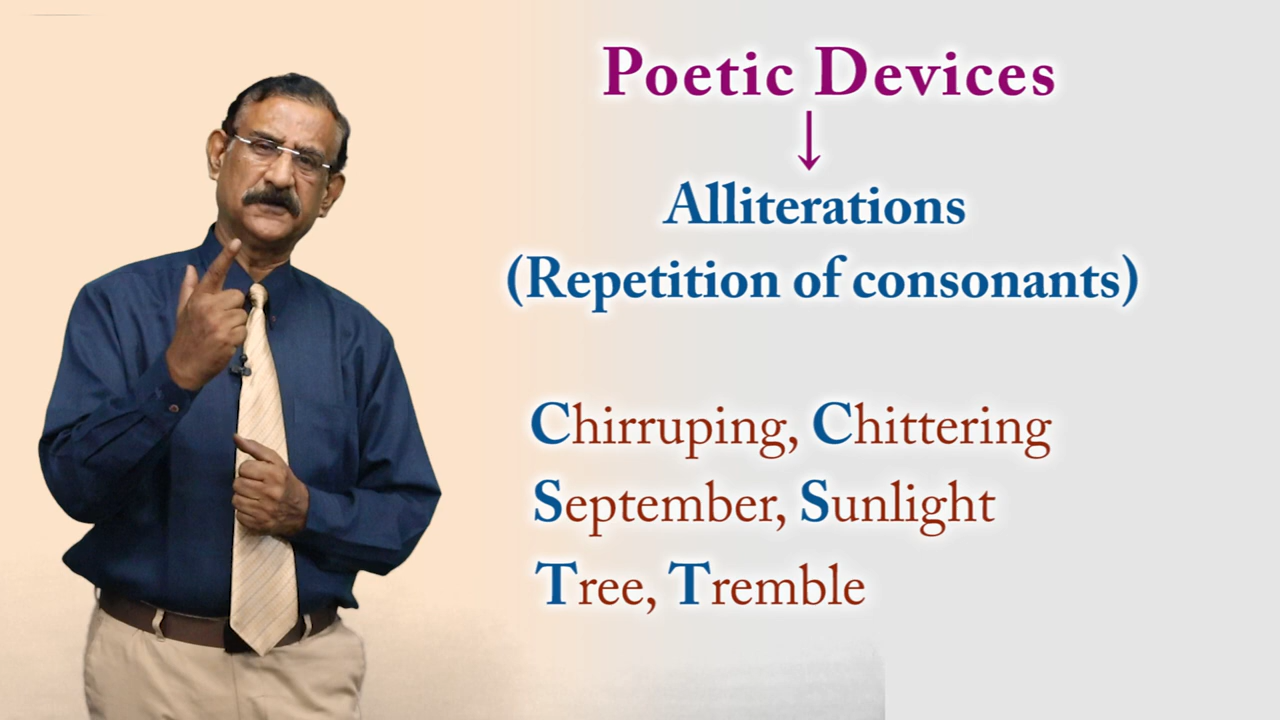 Poetic Devices
Alliterations
(Repetition of consonants)
Chirruping, Chittering
September, Sunlight
Tree, Tremble